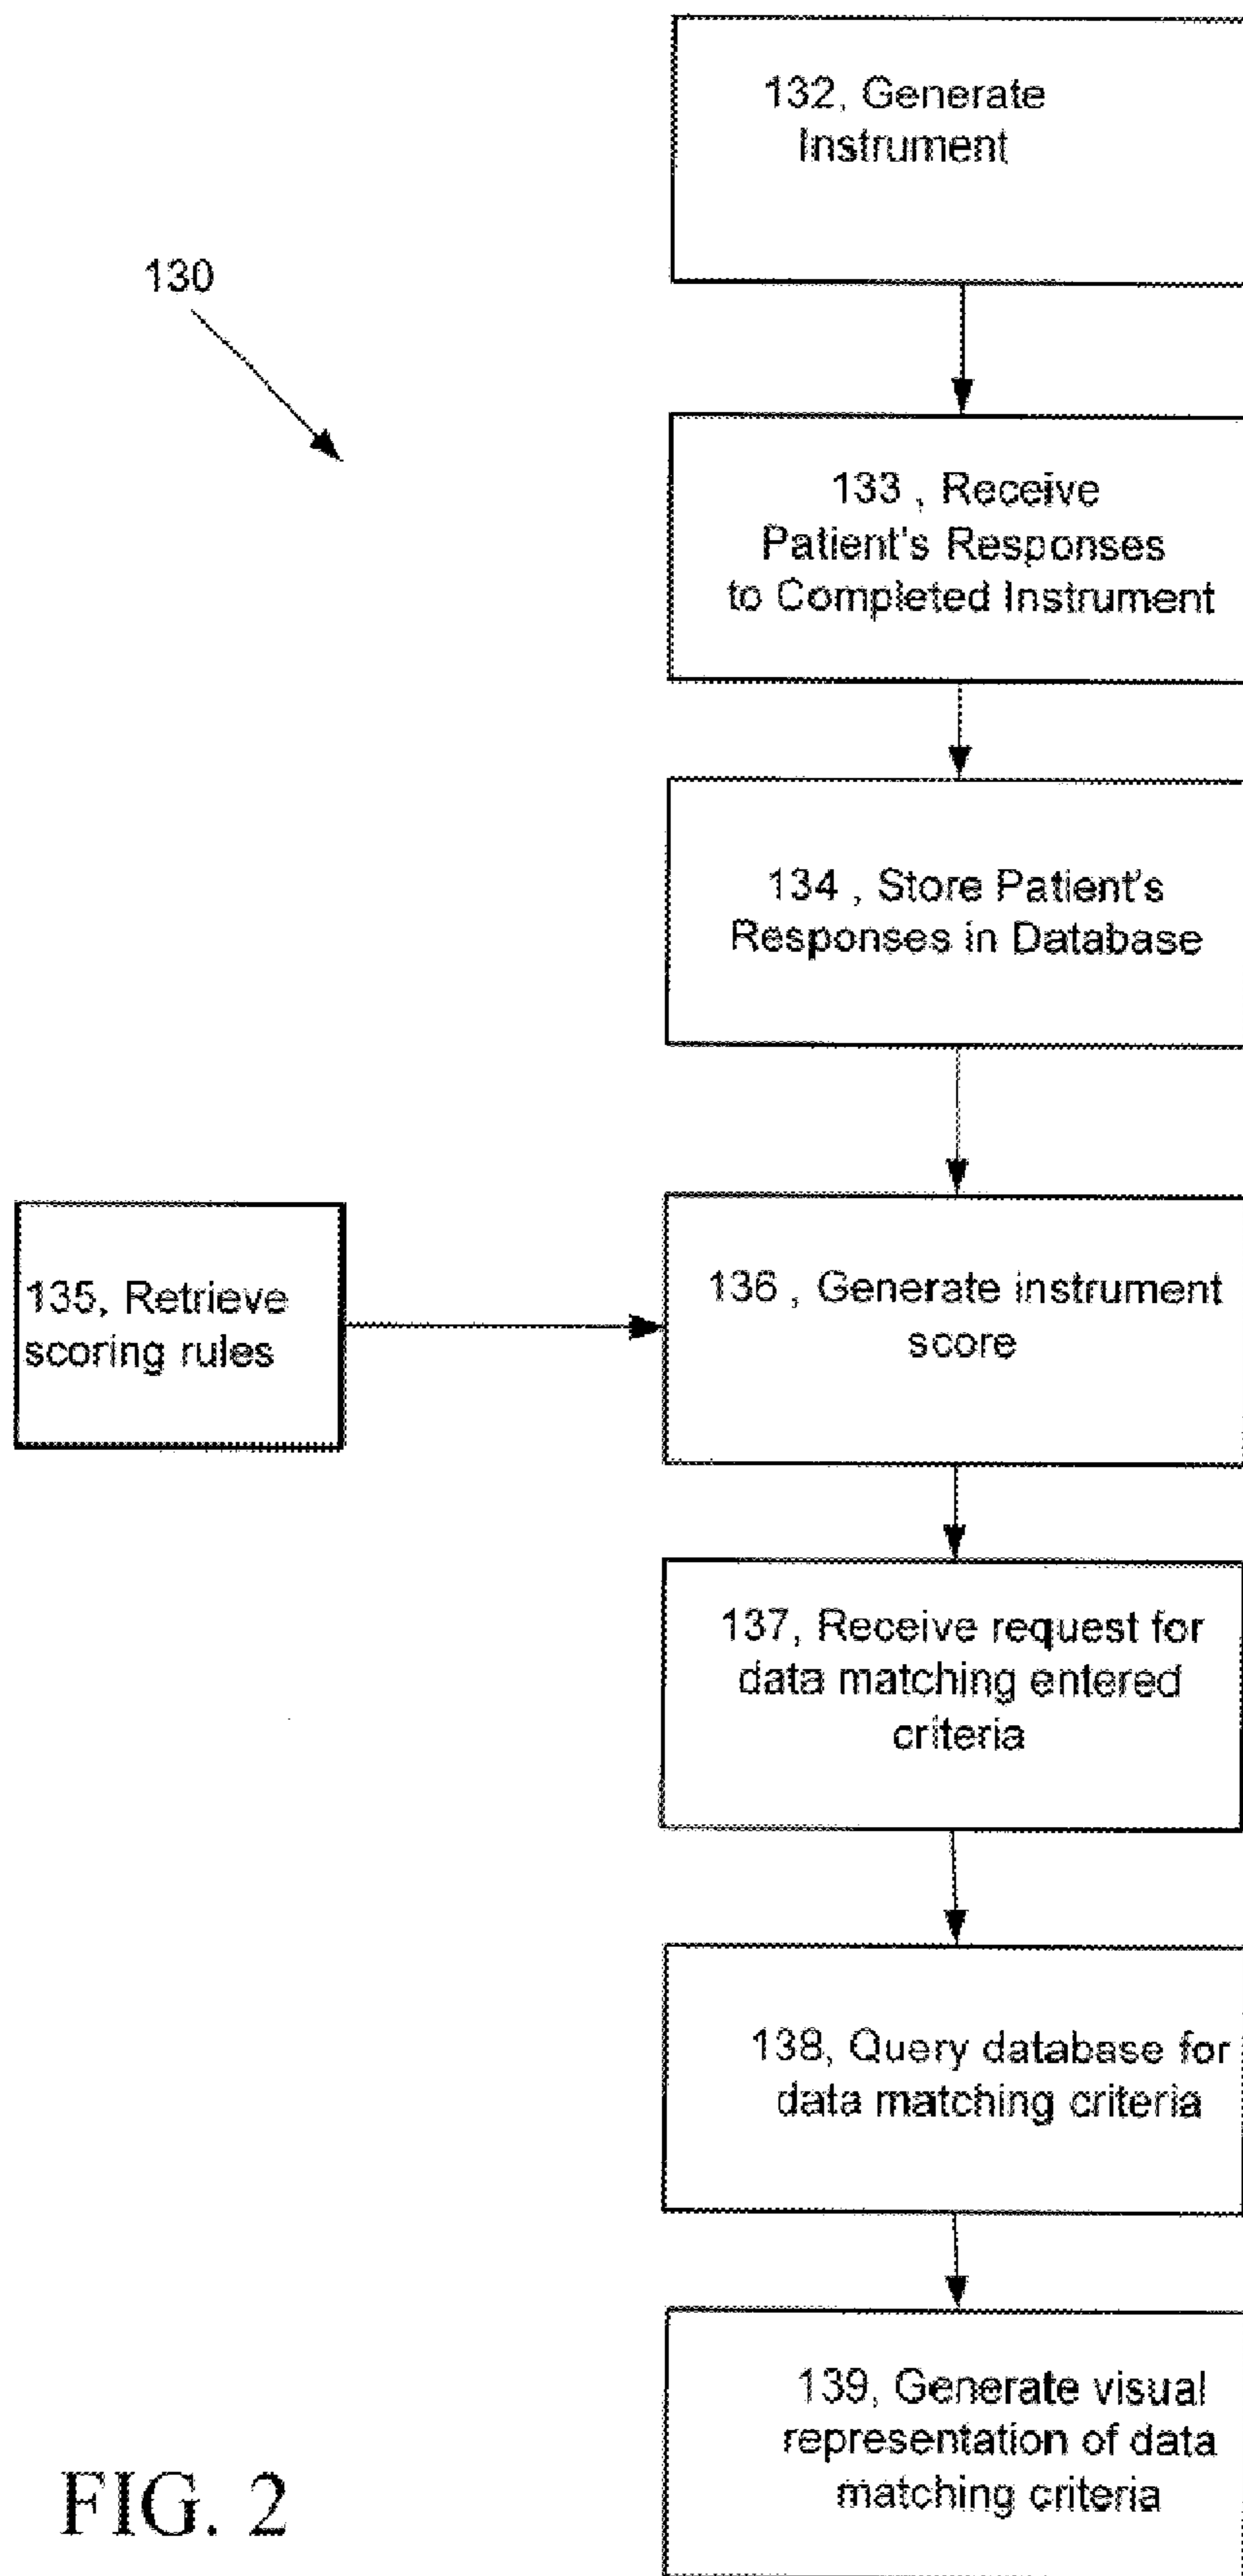 132, Generate
Instrument
130
133 , Receive
Patient's Responses
to Completed Instrument
134 , Store Patient's
Responses in Database
135, Retrieve
scoring rules
136 , Generate instrument
score
137, Receive request for
data matching entered
criteria
138, Query database for
data matching criteria
139, Generate visual
representation of data
matching criteria
FIG. 2